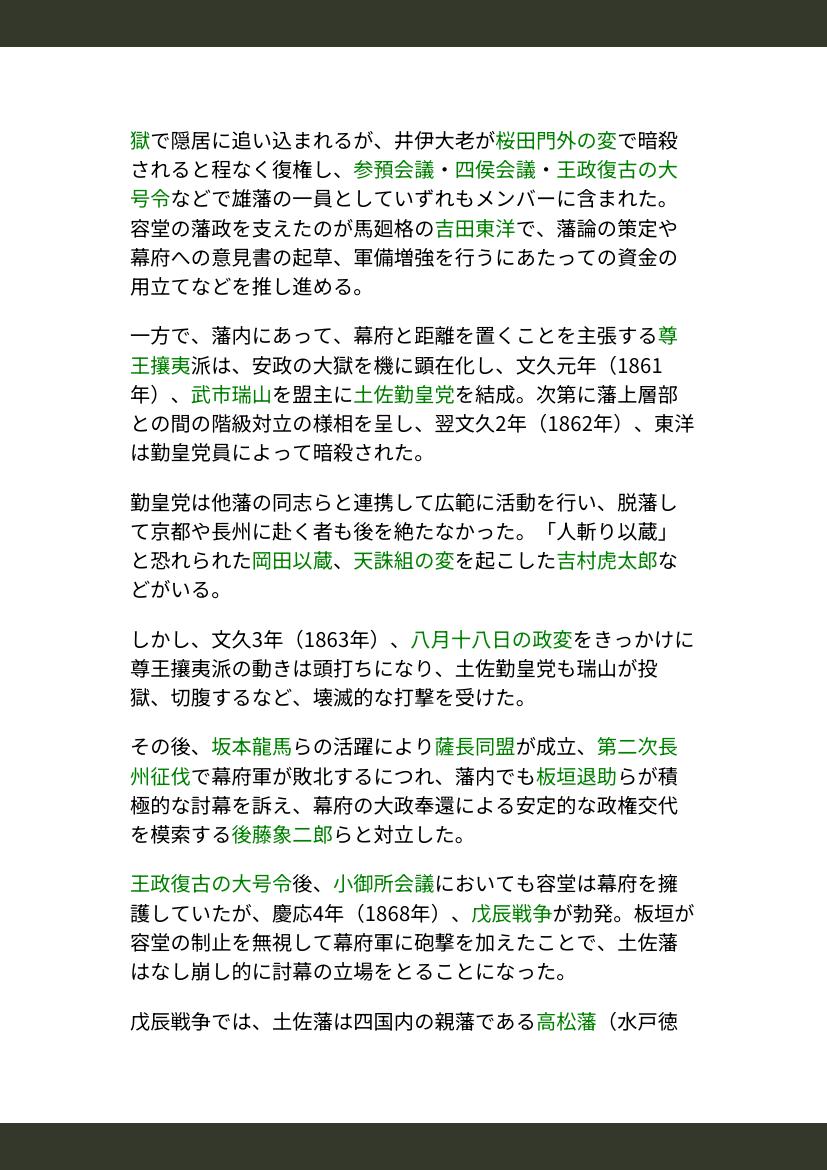 獄で隠居に追い込まれるが、井伊大老が桜田門外の変で暗殺
されると程なく復権し、参預会議・四侯会議・王政復古の大
号令などで雄藩の一員としていずれもメンバーに含まれた。
容堂の藩政を支えたのが馬廻格の吉田東洋で、藩論の策定や
幕府への意見書の起草、軍備増強を行うにあたっての資金の
用立てなどを推し進める。
一方で、藩内にあって、幕府と距離を置くことを主張する尊
王攘夷派は、安政の大獄を機に顕在化し、文久元年（1861
年）、武市瑞山を盟主に土佐勤皇党を結成。次第に藩上層部
との間の階級対立の様相を呈し、翌文久2年（1862年）、東洋
は勤皇党員によって暗殺された。
勤皇党は他藩の同志らと連携して広範に活動を行い、脱藩し
て京都や長州に赴く者も後を絶たなかった。「人斬り以蔵」
と恐れられた岡田以蔵、天誅組の変を起こした吉村虎太郎な
どがいる。
しかし、文久3年（1863年）、八月十八日の政変をきっかけに
尊王攘夷派の動きは頭打ちになり、土佐勤皇党も瑞山が投
獄、切腹するなど、壊滅的な打撃を受けた。
その後、坂本龍馬らの活躍により薩長同盟が成立、第二次長
州征伐で幕府軍が敗北するにつれ、藩内でも板垣退助らが積
極的な討幕を訴え、幕府の大政奉還による安定的な政権交代
を模索する後藤象二郎らと対立した。
王政復古の大号令後、小御所会議においても容堂は幕府を擁
護していたが、慶応4年（1868年）、戊辰戦争が勃発。板垣が
容堂の制止を無視して幕府軍に砲撃を加えたことで、土佐藩
はなし崩し的に討幕の立場をとることになった。
戊辰戦争では、土佐藩は四国内の親藩である高松藩（水戸徳